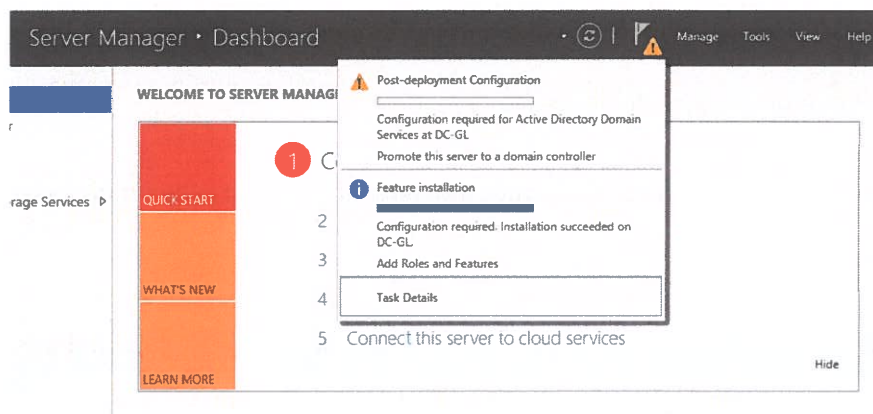 Server Manager • Dashboard
Manage Tools View Help
WELCOME TO SERVER MANAG
Post-deployment Configuration
Configuration required for Active Directory Domain
Services at DC-GL
Promote this server to a domain controller
Feature installation
Configuration required. Installation succeeded on
DC-GL.
Add Roles and Features
Task Details
r
rage Services
QUICK START
WHAT'S NEW
LEARN MORE
1 C
2
3
4
5 Connect this server to cloud services
Hide